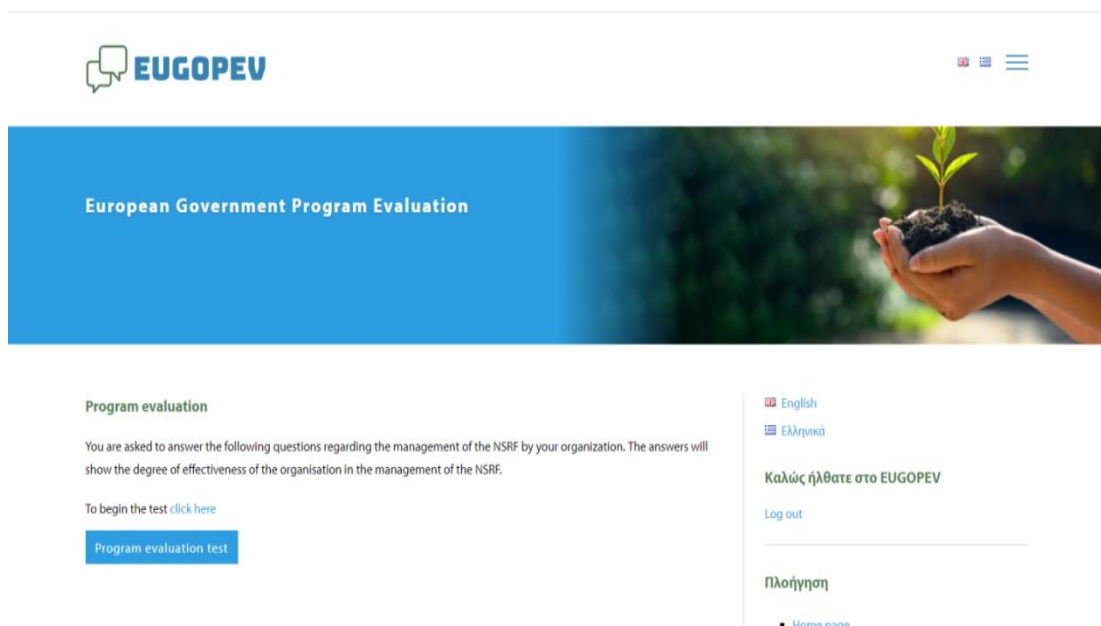 EUGOPEV
European Government Program Evaluation
Program evaluation
You are asked to answer the following questions regarding the management of the NSRF by your organization. The answers will
show the degree of effectiveness of the organisation in the management of the NSRF.
To begin the test click here
Program evaluation test
English
Ελληνικά
Καλώς ήλθατε στο EUGOPEV
Log out
Πλοήγηση
Home page